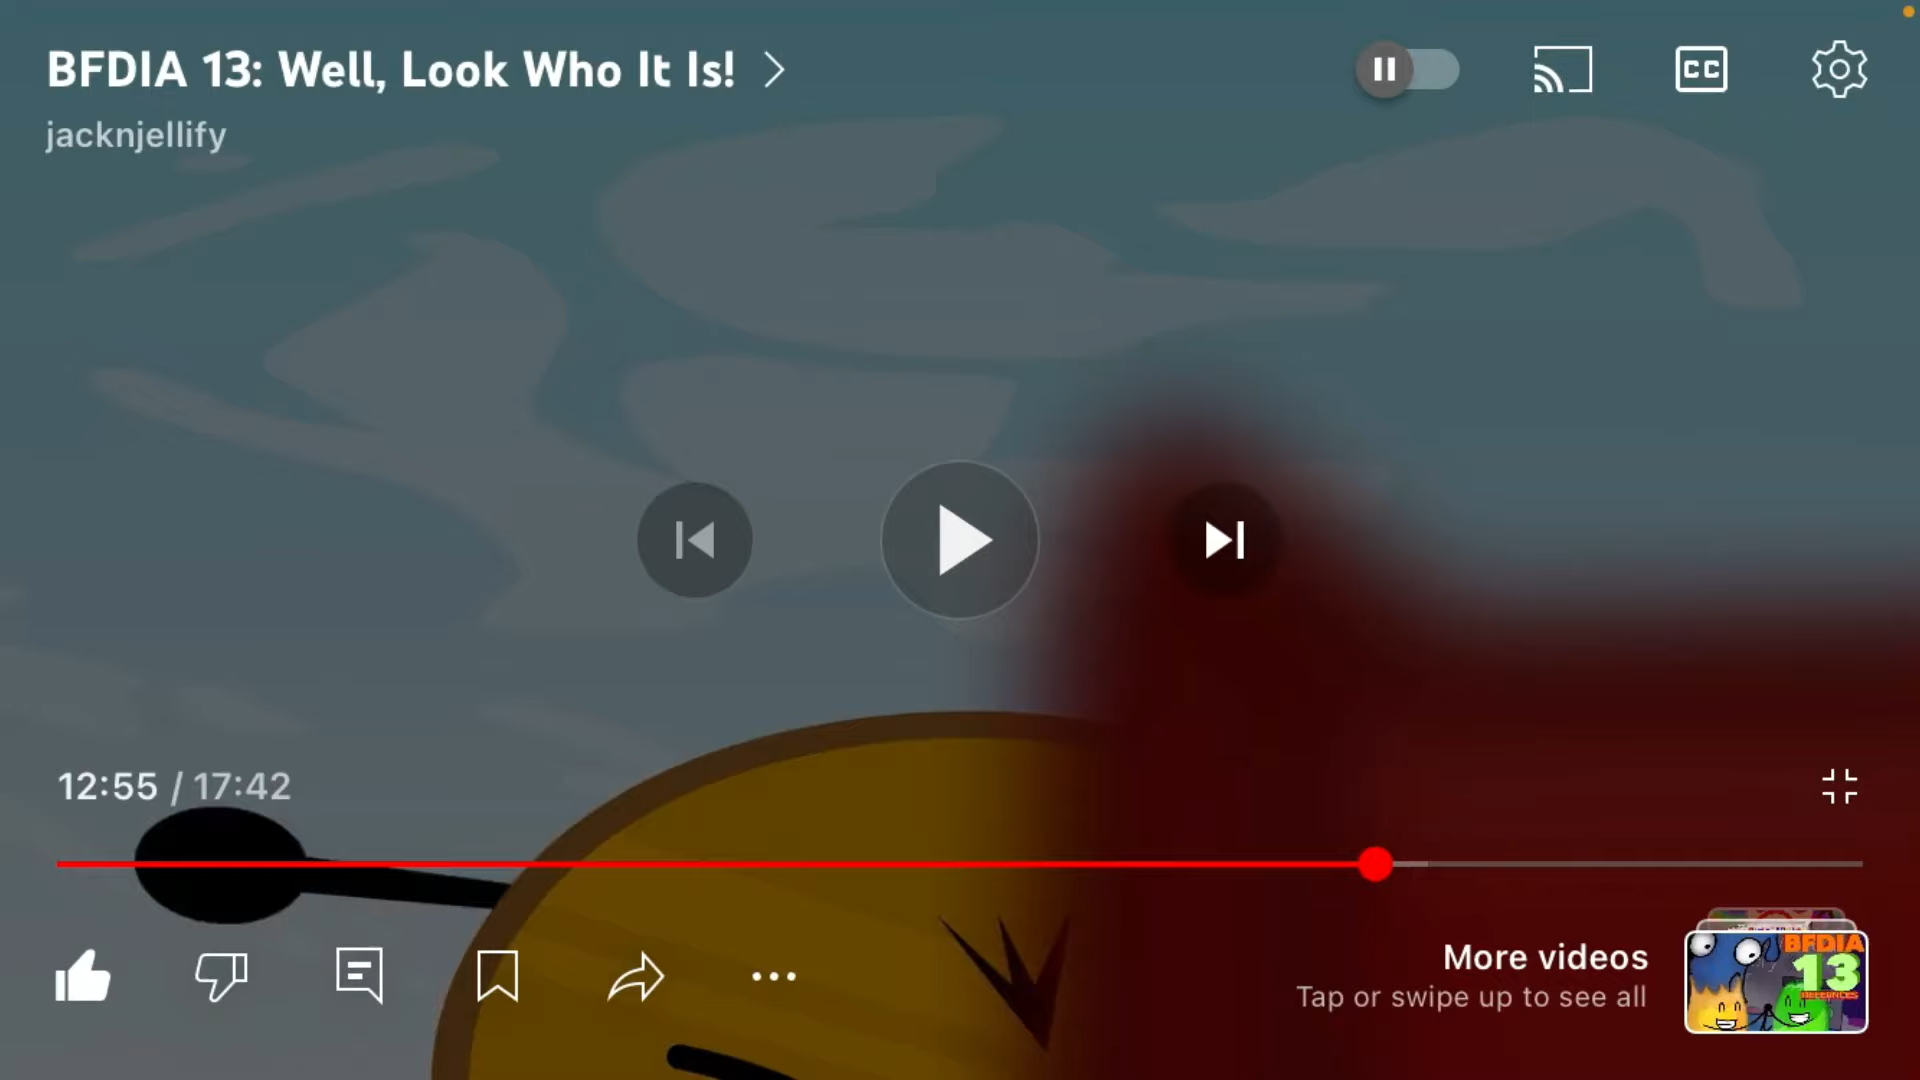 BFDIA 13: Well, Look Who It Is!
jacknjellify
CC
12:55 / 17:42
More videos
Tap or swipe up to see all
BFDIA
13